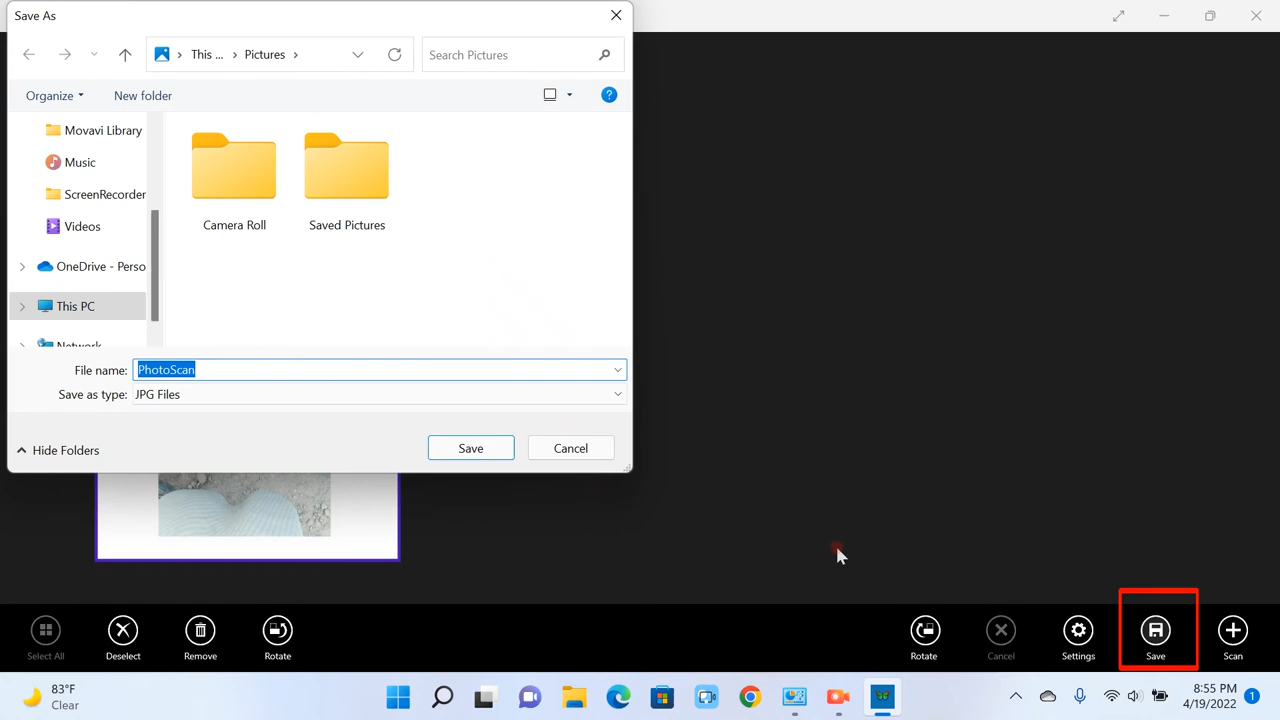 Save As
This ... > Pictures >
Search Pictures
Organize
New folder
Movavi Library
Music
ScreenRecorder
Videos
OneDrive - Perso
This PC
Network
Camera Roll
Saved Pictures
File name: PhotoScan
Save as type: JPG Files
Hide Folders
Save
Cancel
Select All
Deselect
Remove
Rotate
Rotate
Cancel
Settings
Save
Scan
83°F
Clear
8:55 PM
4/19/2022
1